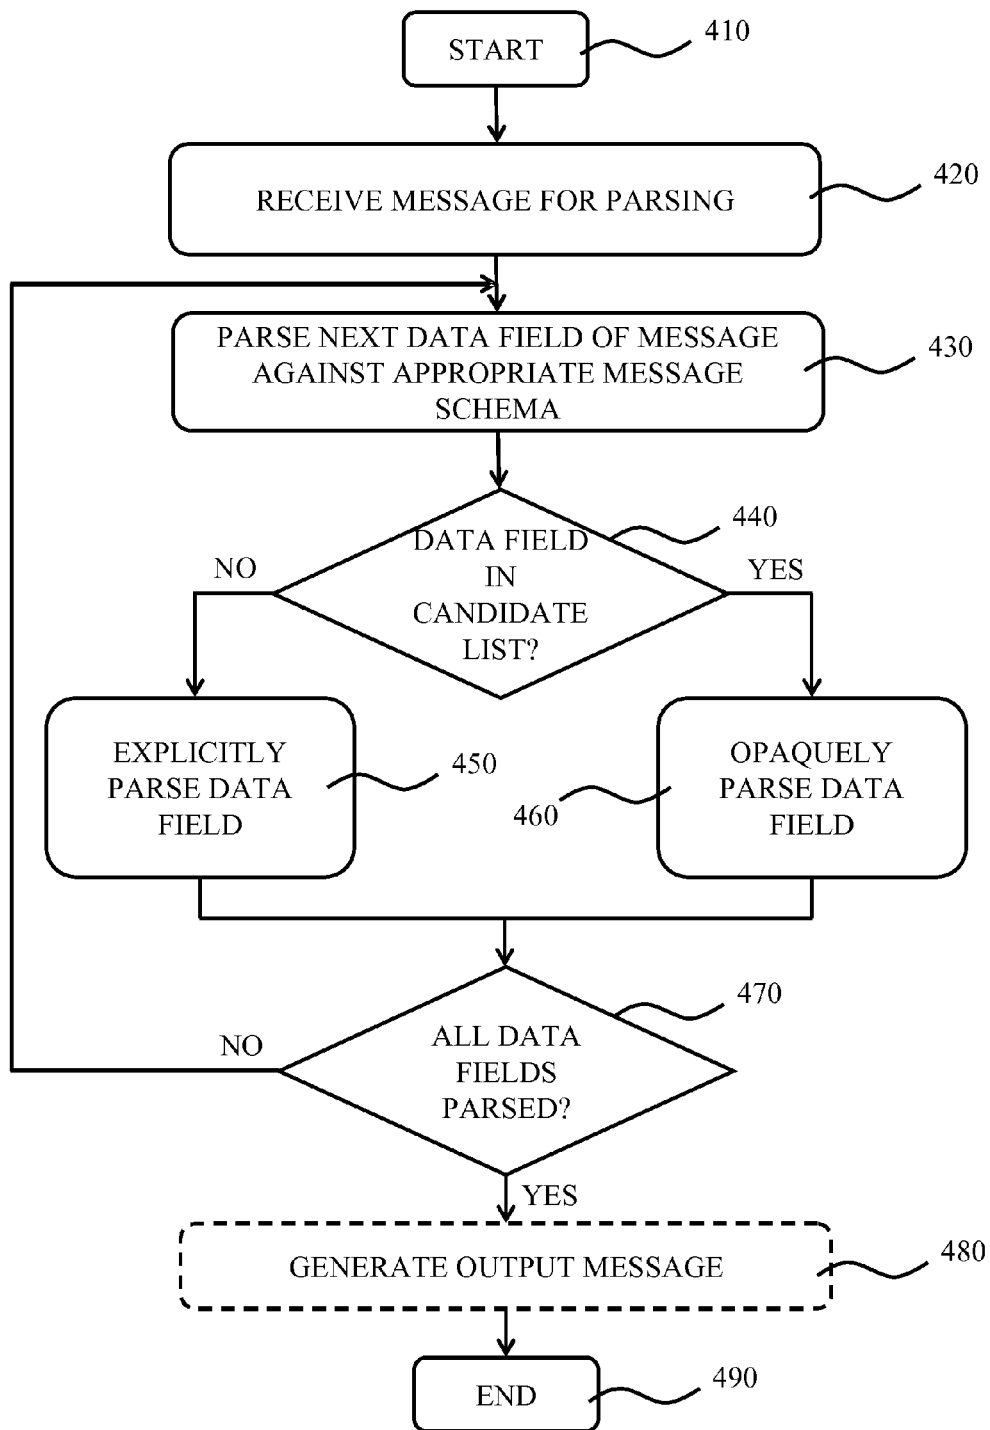 START
410
RECEIVE MESSAGE FOR PARSING
420
PARSE NEXT DATA FIELD OF MESSAGE
AGAINST APPROPRIATE MESSAGE
SCHEMA
430
440
DATA FIELD
IN
CANDIDATE
LIST?
NO
YES
EXPLICITLY
PARSE DATA
FIELD
450
460
OPAQUELY
PARSE DATA
FIELD
470
ALL DATA
FIELDS
PARSED?
NO
YES
GENERATE OUTPUT MESSAGE
480
END
490